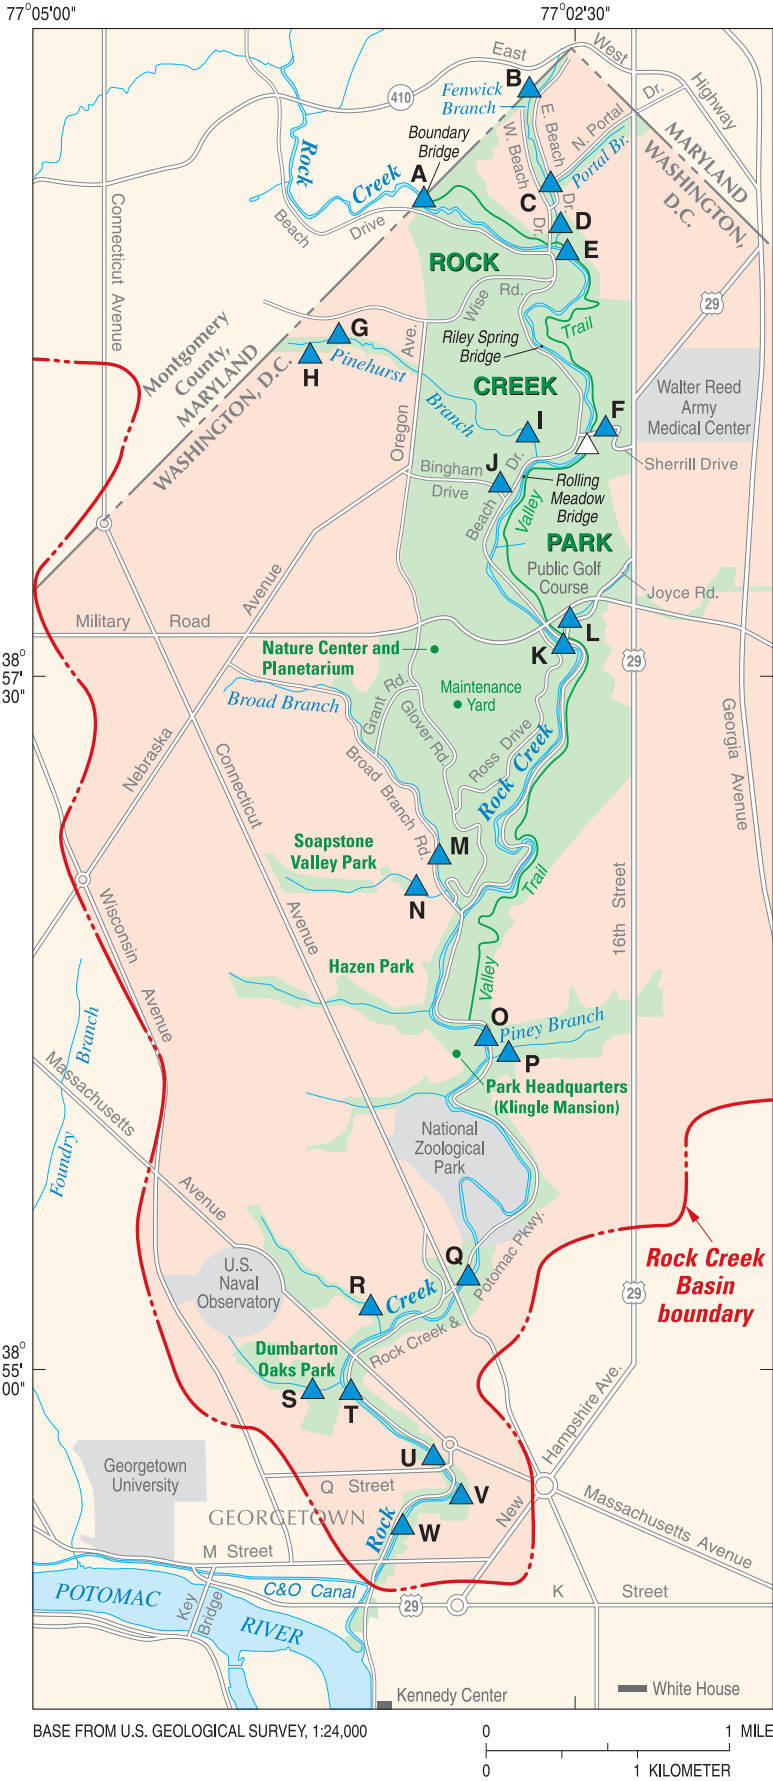 77°05'00"
77°02'30"
East
West
Highway
B
Fenwick
Branch
410
Boundary
Bridge
A
Rock
Creek
Beach
Drive
E. Beach
Dr.
W. Beach
Dr.
N. Portal
Dr.
Portal Br.
MARYLAND
WASHINGTON,
D.C.
C
D
E
Connecticut Avenue
ROCK
Wise
Rd.
29
G
H
Montgomery
County,
MARYLAND
WASHINGTON, D.C.
Pinehurst
Branch
Ave.
Oregon
Riley Spring
Bridge
Trail
CREEK
Walter Reed
Army
Medical Center
F
I
J
Bingham
Drive
Dr.
Beach
Sherrill Drive
Rolling
Meadow
Bridge
Valley
PARK
Public Golf
Course
Joyce Rd.
Military
Road
Avenue
Nature Center and
Planetarium
L
K
29
38°
57'
30"
Broad Branch
Grant
Rd.
Glover Rd.
Maintenance
Yard
Ross Drive
Rock Creek
Georgia
Avenue
Nebraska
Connecticut
Broad Branch Rd.
M
Soapstone
Valley Park
N
Trail
16th Street
Wisconsin
Avenue
Avenue
Hazen Park
Valley
O
Piney Branch
P
Park Headquarters
(Klingle Mansion)
Branch
Foundry
Massachusetts
Avenue
National
Zoological
Park
U.S.
Naval
Observatory
Q
Potomac Pkwy.
Rock Creek &
R
Creek
29
Rock Creek
Basin
boundary
Dumbarton
Oaks Park
S
T
38°
55'
00"
U
V
W
Georgetown
University
Q Street
GEORGETOWN
Rock
New
Hampshire Ave.
Massachusetts Avenue
M Street
C&O Canal
POTOMAC
RIVER
Key
Bridge
29
K
Street
Kennedy Center
White House
BASE FROM U.S. GEOLOGICAL SURVEY, 1:24,000
0
1 MILE
0
1 KILOMETER